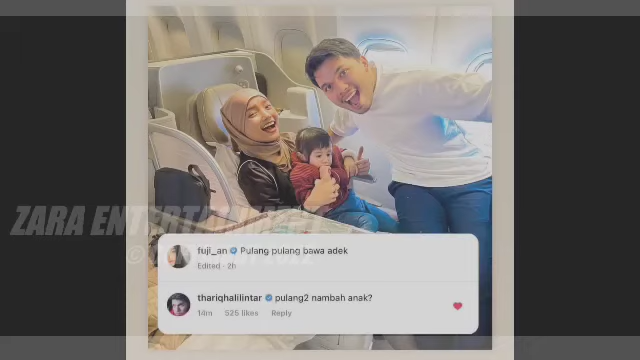 ZARA ENTERTAINMENT
fuji_an Pulang pulang bawa adek
Edited · 2h
thariqhalilintar pulang2 nambah anak?
14m 525 likes Reply